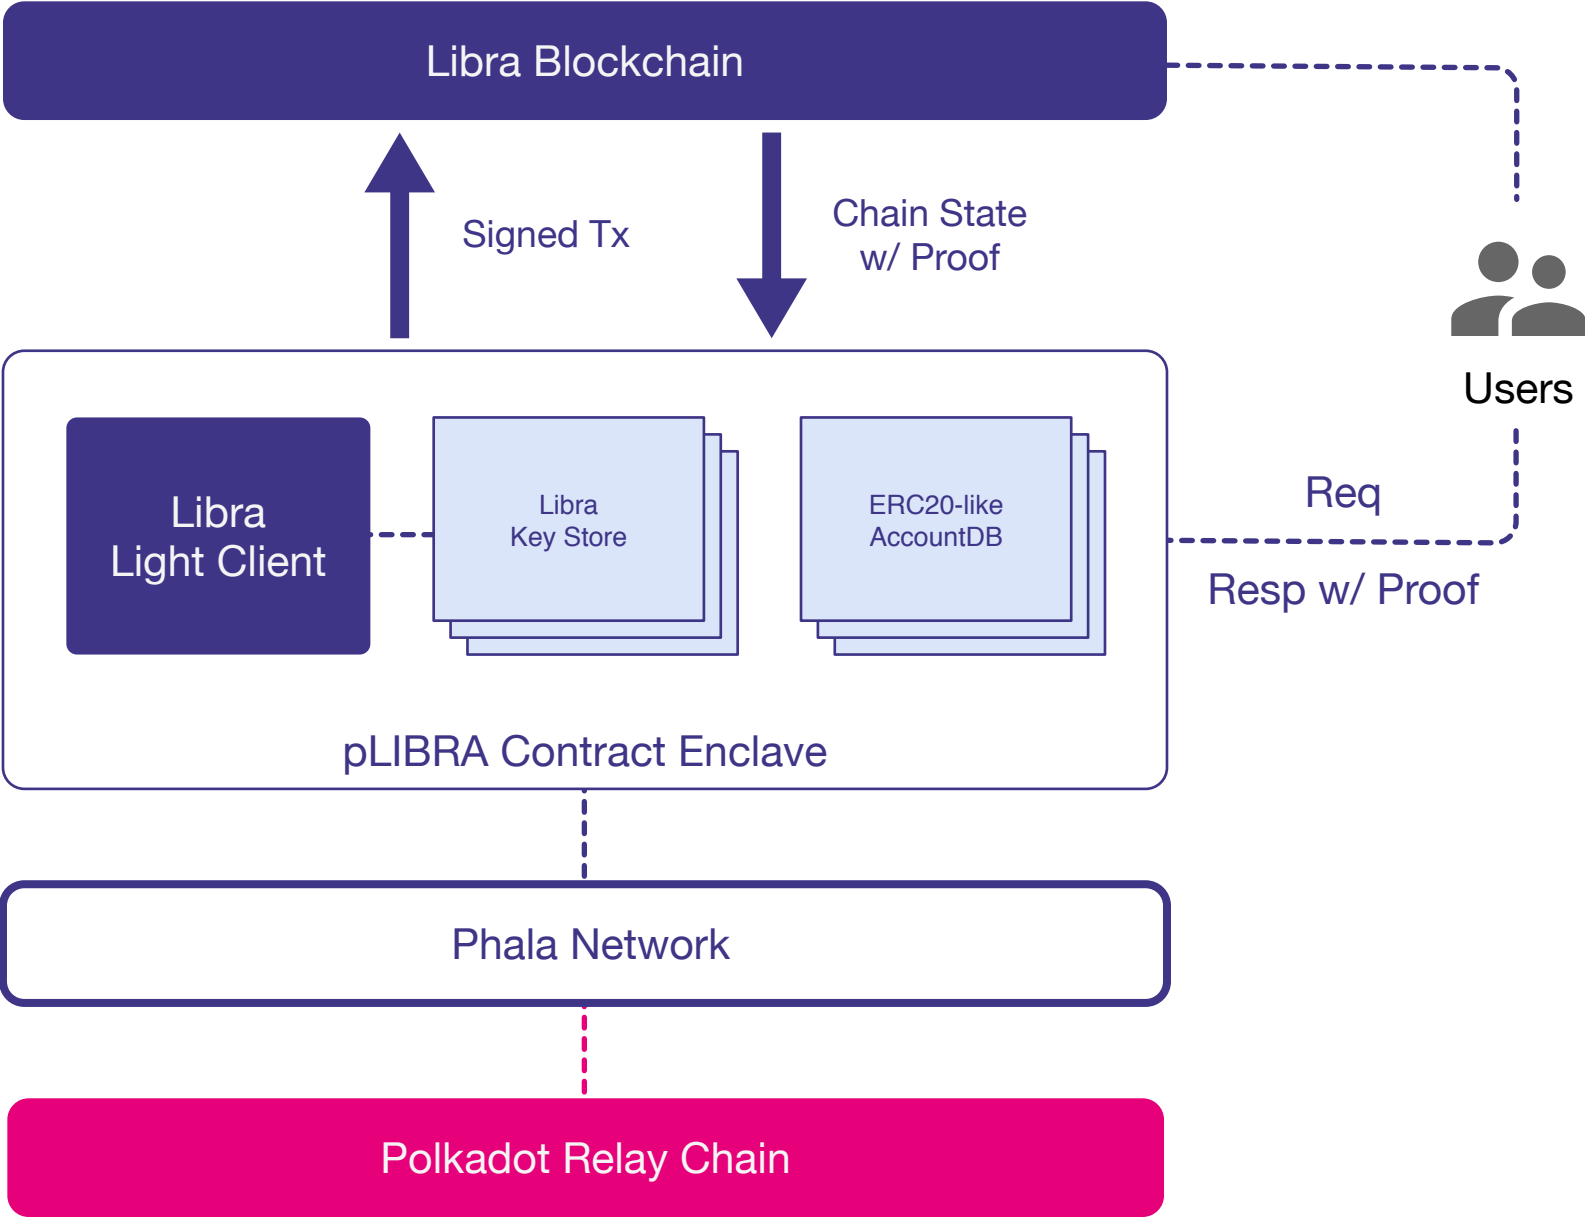 Libra Blockchain
Signed Tx
Chain State
w/ Proof
Users
Libra
Light Client
Libra
Key Store
ERC20-like
AccountDB
Req
Resp w/ Proof
pLIBRA Contract Enclave
Phala Network
Polkadot Relay Chain